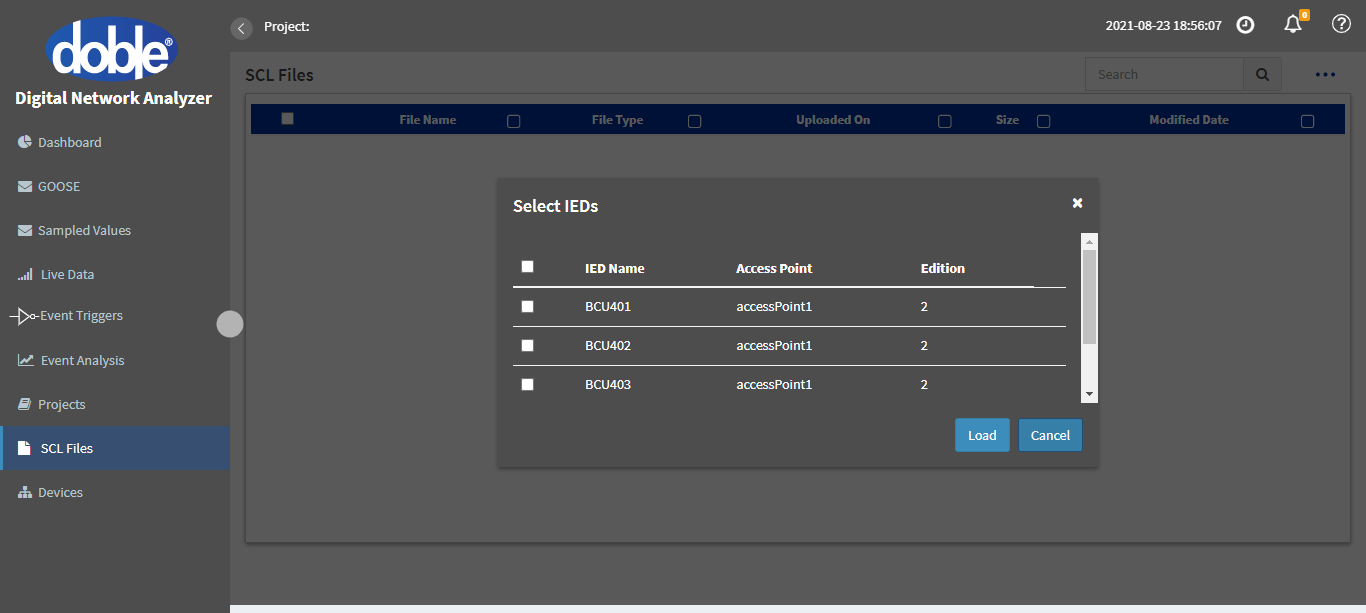 doble®
Digital Network Analyzer
Dashboard
GOOSE
Sampled Values
Live Data
Event Triggers
Event Analysis
Projects
SCL Files
Devices
Project:
2021-08-23 18:56:07
0
SCL Files
Search
File Name File Type Uploaded On Size Modified Date
Select IEDs
IED Name Access Point Edition
BCU401 accessPoint1 2
BCU402 accessPoint1 2
BCU403 accessPoint1 2
Load Cancel